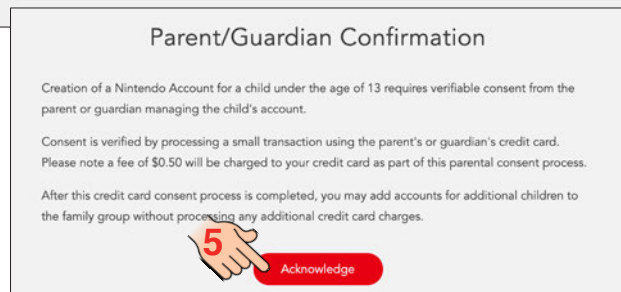 Parent/Guardian Confirmation
Creation of a Nintendo Account for a child under the age of 13 requires verifiable consent from the
parent or guardian managing the child's account.
Consent is verified by processing a small transaction using the parent's or guardian's credit card.
Please note a fee of $0.50 will be charged to your credit card as part of this parental consent process.
After this credit card consent process is completed, you may add accounts for additional children to
the family group without processing any additional credit card charges.
5
Acknowledge